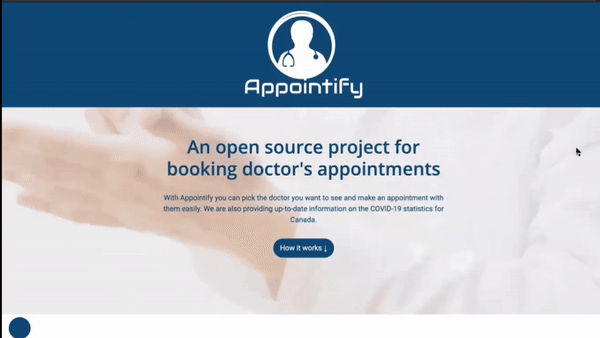 Appointify
An open source project for
booking doctor's appointments
With Appointify you can pick the doctor you want to see and make an appointment with
them easily. We are also providing up-to-date information on the COVID-19 statistics for
Canada.
How it works ↓